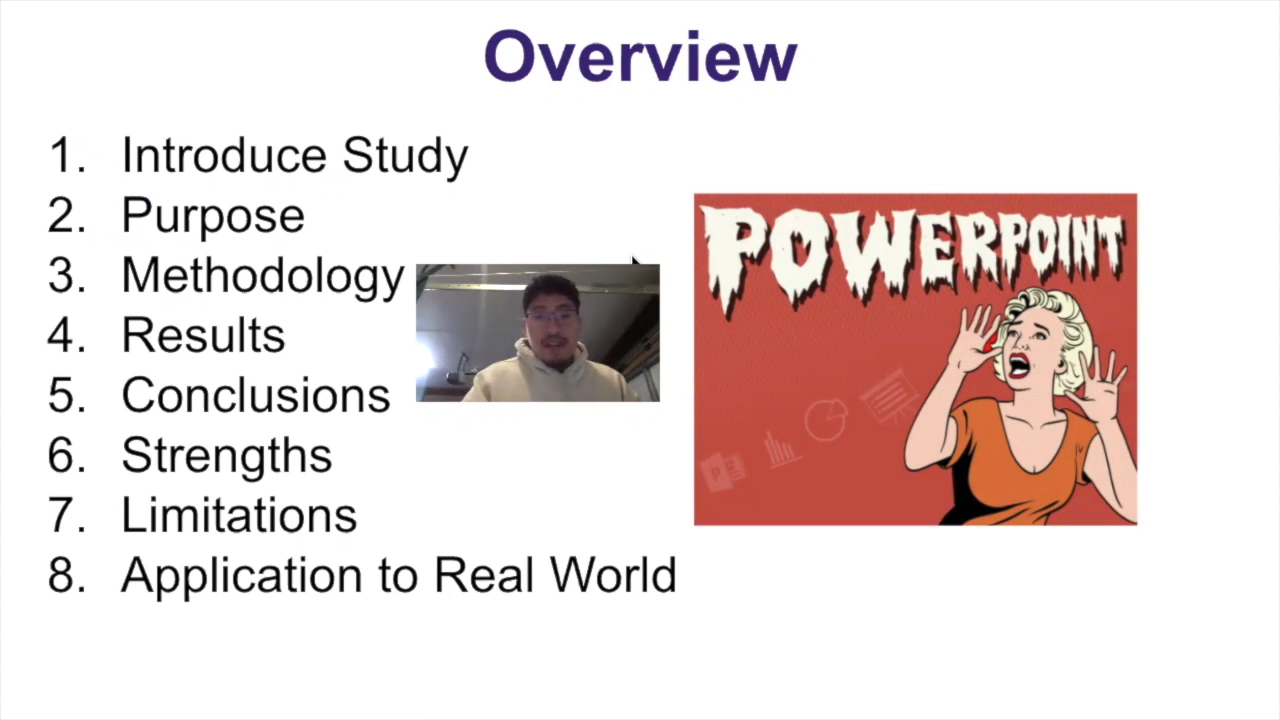 Overview
1. Introduce Study
2. Purpose
3. Methodology
4. Results
5. Conclusions
6. Strengths
7. Limitations
8. Application to Real World
POWERPOINT
P